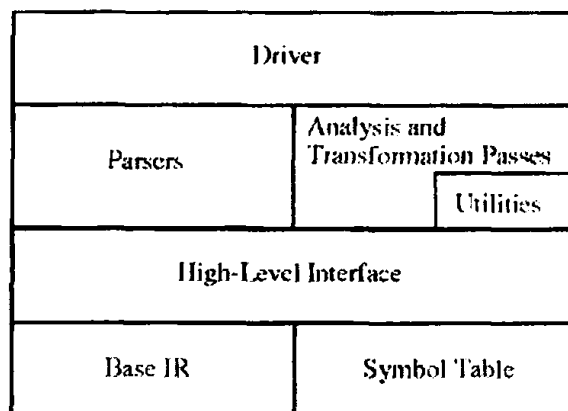 Driver
Parsers
Analysis and
Transformation Passes
Utilities
High-Level Interface
Base IR
Symbol Table